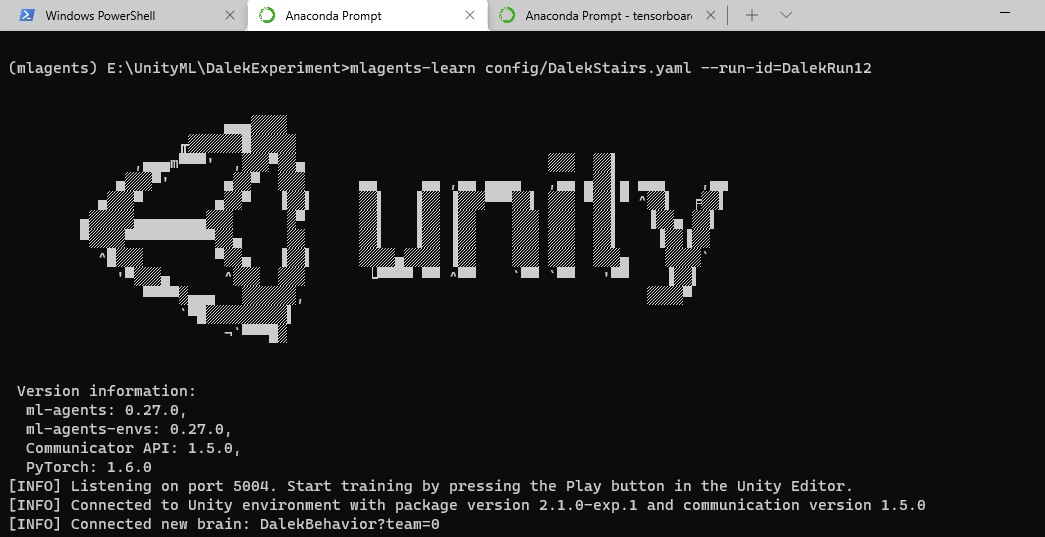 Windows PowerShell
Anaconda Prompt
Anaconda Prompt - tensorboar
(mlagents) E:\UnityML\DalekExperiment>mlagents-learn config/DalekStairs.yaml --run-id=DalekRun12
unity
Version information:
ml-agents: 0.27.0,
ml-agents-envs: 0.27.0,
Communicator API: 1.5.0,
PyTorch: 1.6.0
[INFO] Listening on port 5004. Start training by pressing the Play button in the Unity Editor.
[INFO] Connected to Unity environment with package version 2.1.0-exp.1 and communication version 1.5.0
[INFO] Connected new brain: DalekBehavior?team=0